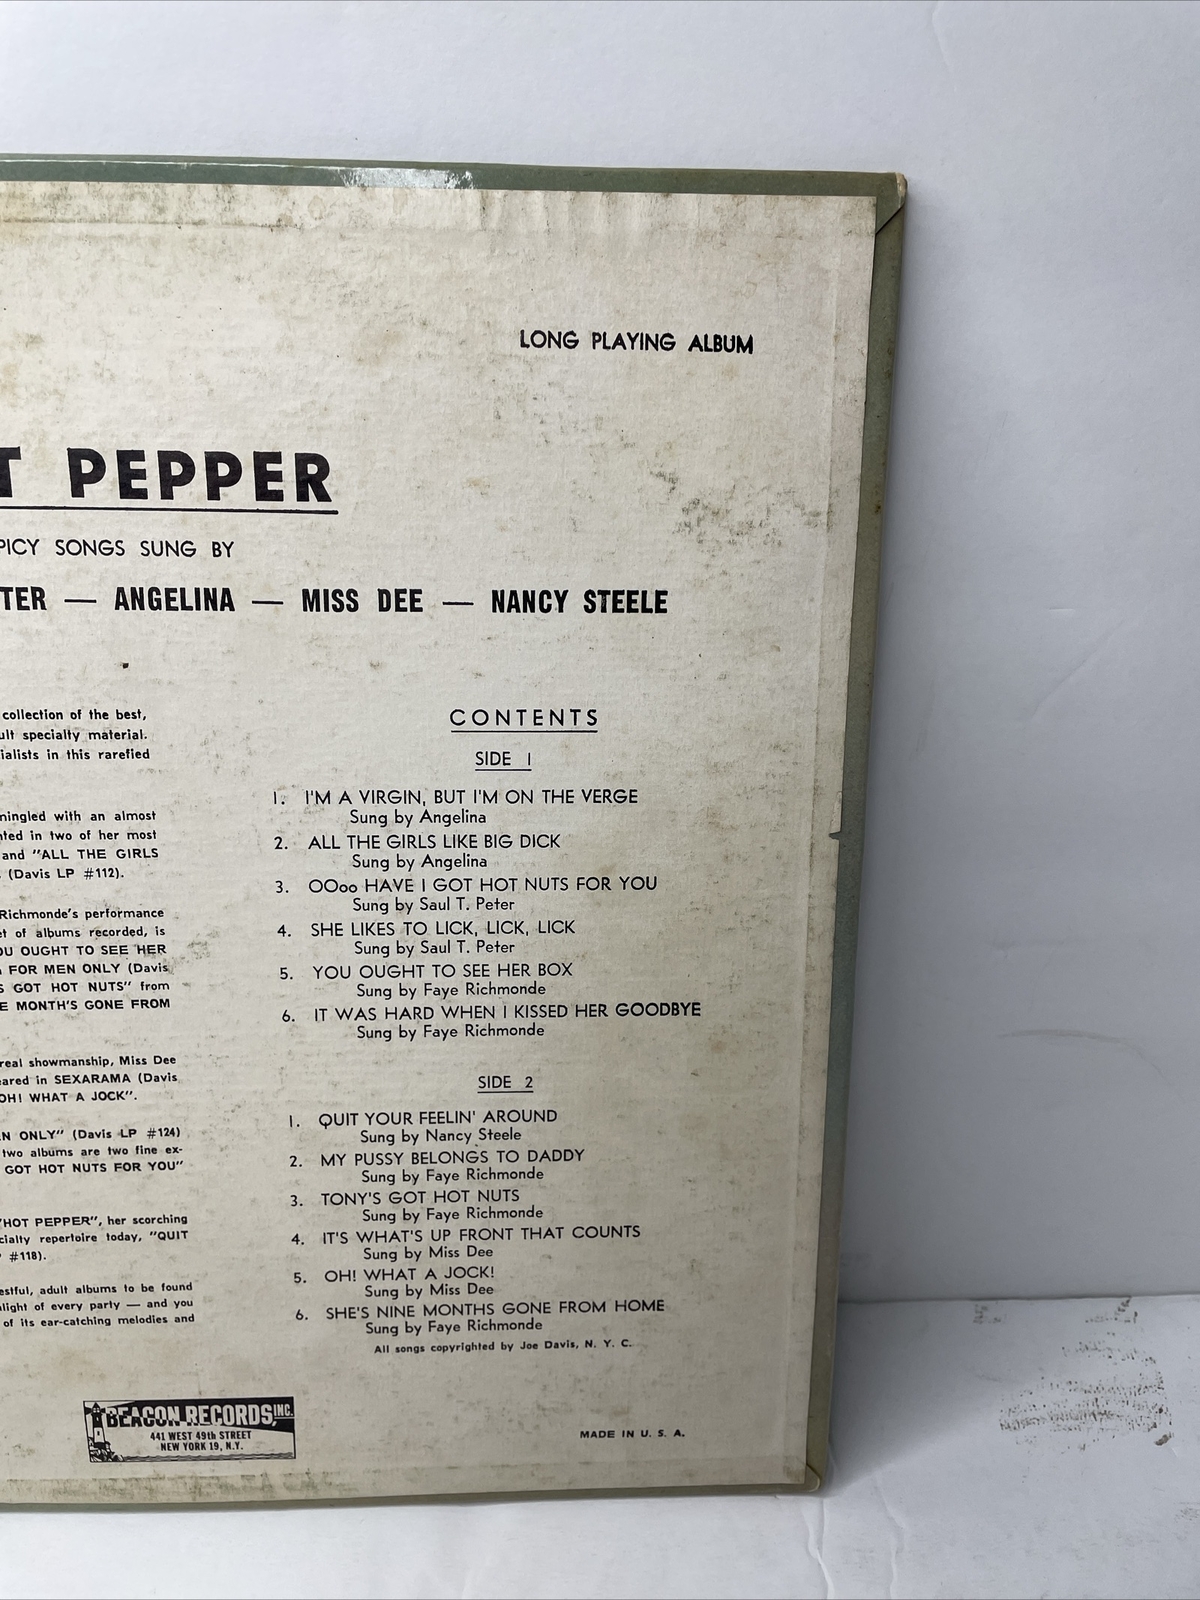 LONG PLAYING ALBUM
T PEPPER
PICY SONGS SUNG BY
TER — ANGELINA — MISS DEE — NANCY STEELE
collection of the best,
ult specialty material.
ialists in this rarefied
mingled with an almost
nted in two of her most
and "ALL THE GIRLS
(Davis LP #112).
Richmonde's performance
et of albums recorded, is
OU OUGHT TO SEE HER
FOR MEN ONLY (Davis
S GOT HOT NUTS" from
E MONTH'S GONE FROM
real showmanship, Miss Dee
eared in SEXARAMA (Davis
OH! WHAT A JOCK".
N ONLY" (Davis LP #124)
two albums are two fine ex-
GOT HOT NUTS FOR YOU"
"HOT PEPPER", her scorching
cialty repertoire today, "QUIT
P #118).
estful, adult albums to be found
hlight of every party — and you
of its ear-catching melodies and
CONTENTS
SIDE 1
1. I'M A VIRGIN, BUT I'M ON THE VERGE
Sung by Angelina
2. ALL THE GIRLS LIKE BIG DICK
Sung by Angelina
3. OOoo HAVE I GOT HOT NUTS FOR YOU
Sung by Saul T. Peter
4. SHE LIKES TO LICK, LICK, LICK
Sung by Saul T. Peter
5. YOU OUGHT TO SEE HER BOX
Sung by Faye Richmonde
6. IT WAS HARD WHEN I KISSED HER GOODBYE
Sung by Faye Richmonde
SIDE 2
1. QUIT YOUR FEELIN' AROUND
Sung by Nancy Steele
2. MY PUSSY BELONGS TO DADDY
Sung by Faye Richmonde
3. TONY'S GOT HOT NUTS
Sung by Faye Richmonde
4. IT'S WHAT'S UP FRONT THAT COUNTS
Sung by Miss Dee
5. OH! WHAT A JOCK!
Sung by Miss Dee
6. SHE'S NINE MONTHS GONE FROM HOME
Sung by Faye Richmonde
All songs copyrighted by Joe Davis, N. Y. C.
BEACON RECORDS, INC.
441 WEST 49th STREET
NEW YORK 19, N.Y.
MADE IN U. S. A.